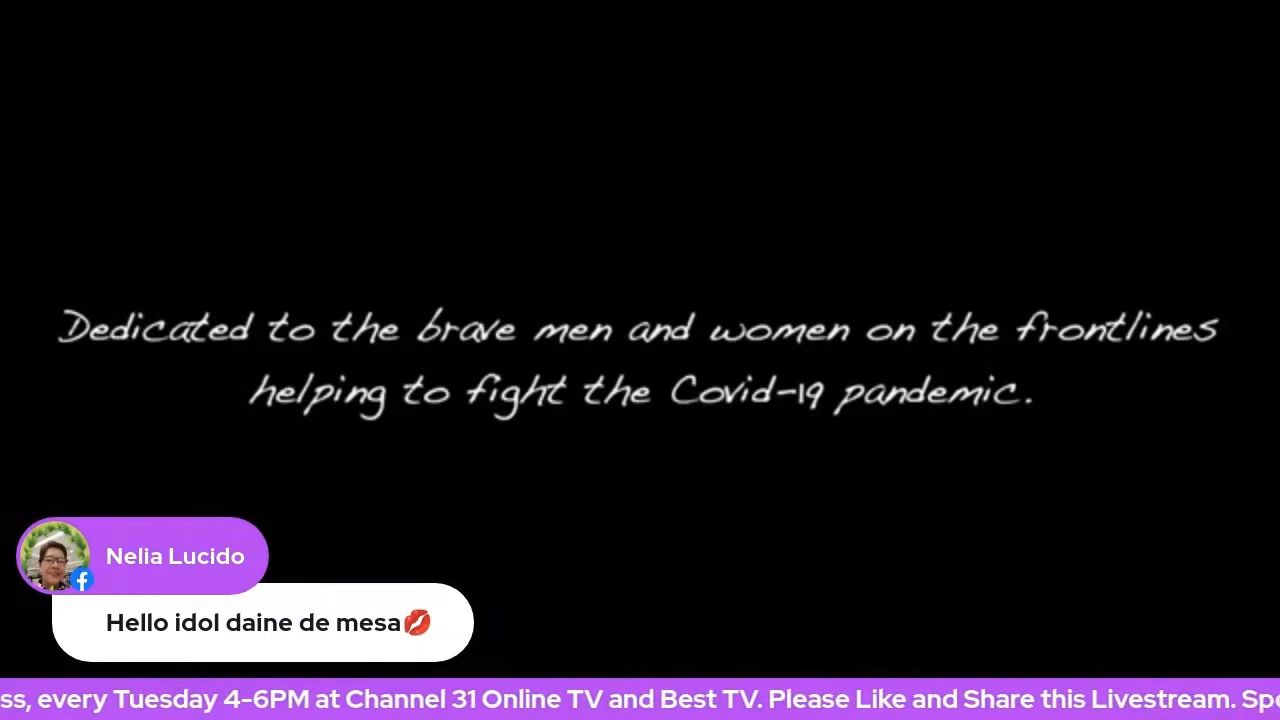 Dedicated to the brave men and women on the frontlines
helping to fight the Covid-19 pandemic.
Nelia Lucido
Hello idol daine de mesa💋
ss, every Tuesday 4-6PM at Channel 31 Online TV and Best TV. Please Like and Share this Livestream. Spo